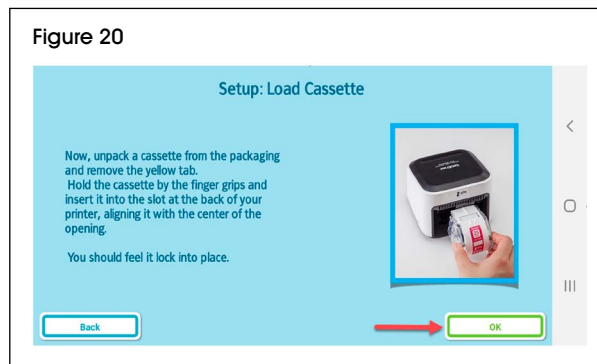 Figure 20
Setup: Load Cassette
Now, unpack a cassette from the packaging
and remove the yellow tab.
Hold the cassette by the finger grips and
insert it into the slot at the back of your
printer, aligning it with the center of the
opening.
You should feel it lock into place.
Back
OK